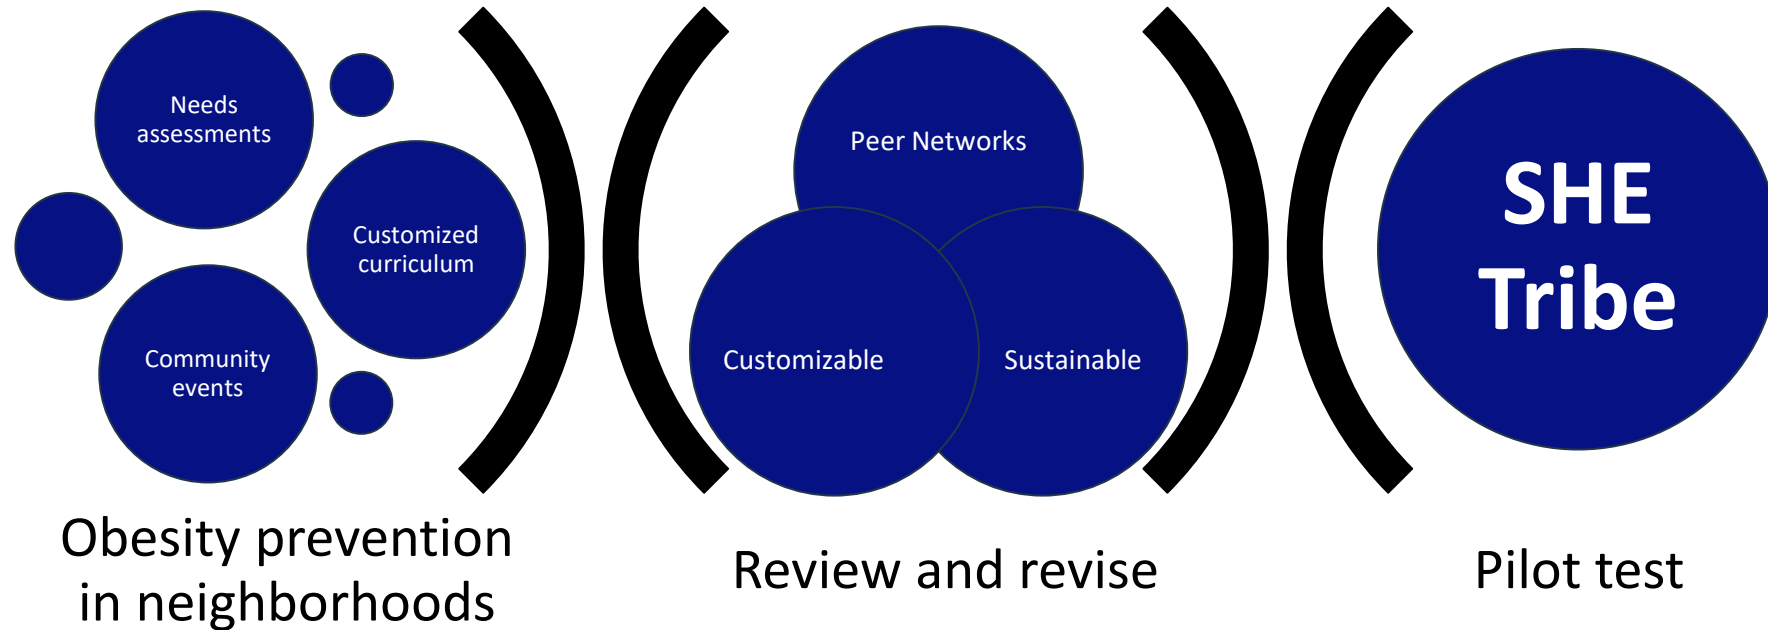 Needs
assessments
Customized
curriculum
Community
events
Obesity prevention
in neighborhoods
Peer Networks
Customizable
Sustainable
Review and revise
SHE
Tribe
Pilot test